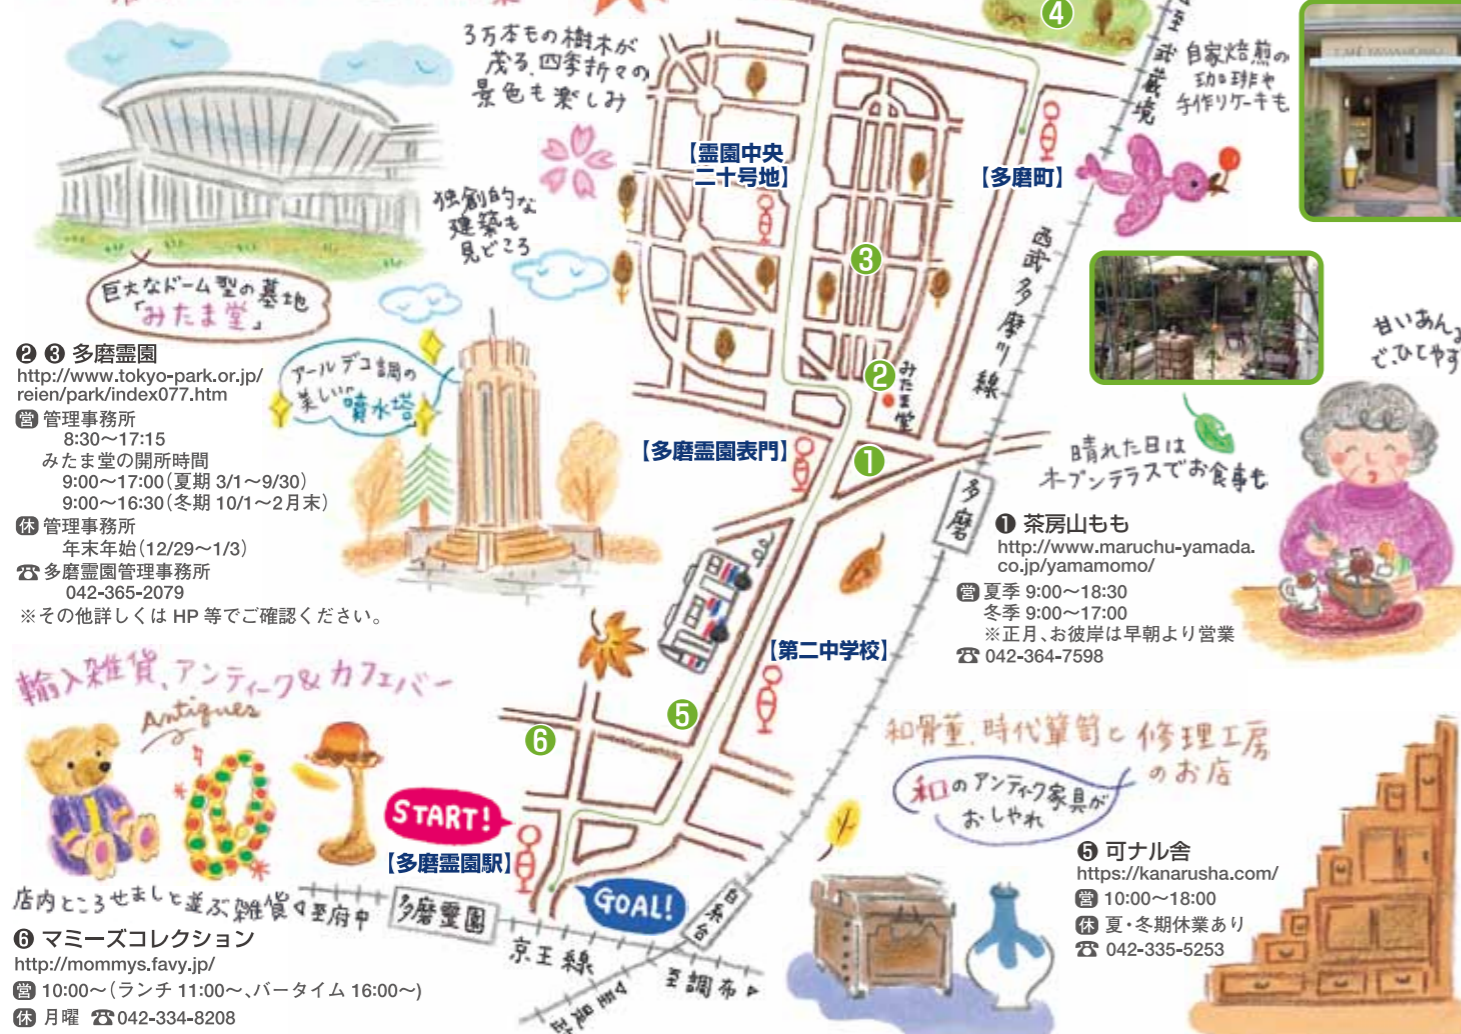 3万本もの樹木が
茂る、四季折々の
景色も楽しみ
独創的な
建築も
見どころ
巨大なドーム型の墓地
「みたま堂」
アールデコ調の
美しい噴水塔
❷ ❸ 多磨霊園
http://www.tokyo-park.or.jp/
reien/park/index077.htm
営 管理事務所
8:30〜17:15
みたま堂の開所時間
9:00〜17:00(夏期 3/1〜9/30)
9:00〜16:30(冬期 10/1〜2月末)
休 管理事務所
年末年始(12/29〜1/3)
☎ 多磨霊園管理事務所
042-365-2079
※その他詳しくは HP 等でご確認ください。
④
至武蔵境
自家焙煎の
珈琲や
手作りケーキも
CAFE YAMAMOMO
【霊園中央
二十号地】
【多磨町】
③
西武多摩川線
②
みたま堂
【多磨霊園表門】
①
多磨
晴れた日は
オープンテラスでお食事も
甘いあん
で、ひとやす
❶ 茶房山もも
http://www.maruchu-yamada.
co.jp/yamamomo/
営 夏季 9:00〜18:30
冬季 9:00〜17:00
※正月、お彼岸は早朝より営業
☎ 042-364-7598
【第二中学校】
⑤
⑥
START!
【多磨霊園駅】
GOAL!
至府中
多磨霊園
京王線
白糸台
至調布
至是政
輸入雑貨、アンティーク&カフェバー
Antiques
店内ところせましと並ぶ雑貨
❻ マミーズコレクション
http://mommys.favy.jp/
営 10:00〜(ランチ 11:00〜、バータイム 16:00〜)
休 月曜 ☎042-334-8208
和骨董、時代箪笥と修理工房
のお店
和のアンティーク家具が
おしゃれ
❺ 可ナル舎
https://kanarusha.com/
営 10:00〜18:00
休 夏・冬期休業あり
☎ 042-335-5253